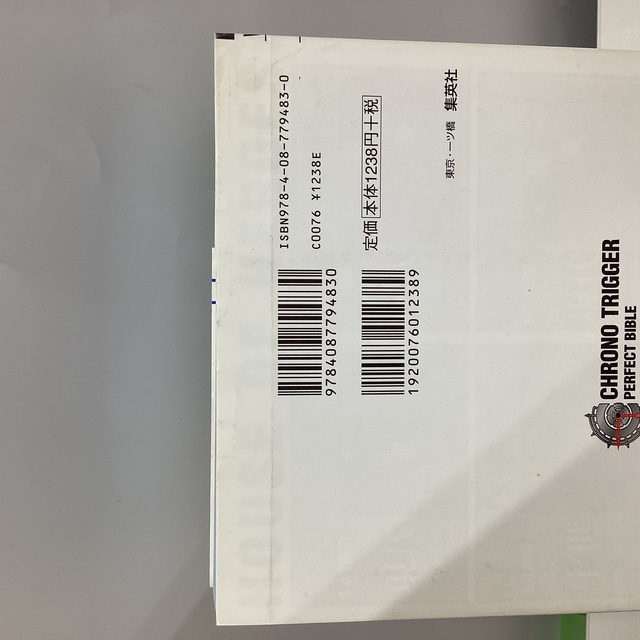 ISBN978-4-08-779483-0
C0076 ¥1238E
定価 本体1238円+税
東京・一ツ橋 集英社
9784087794830
1920076012389
CHRONO TRIGGER
PERFECT BIBLE